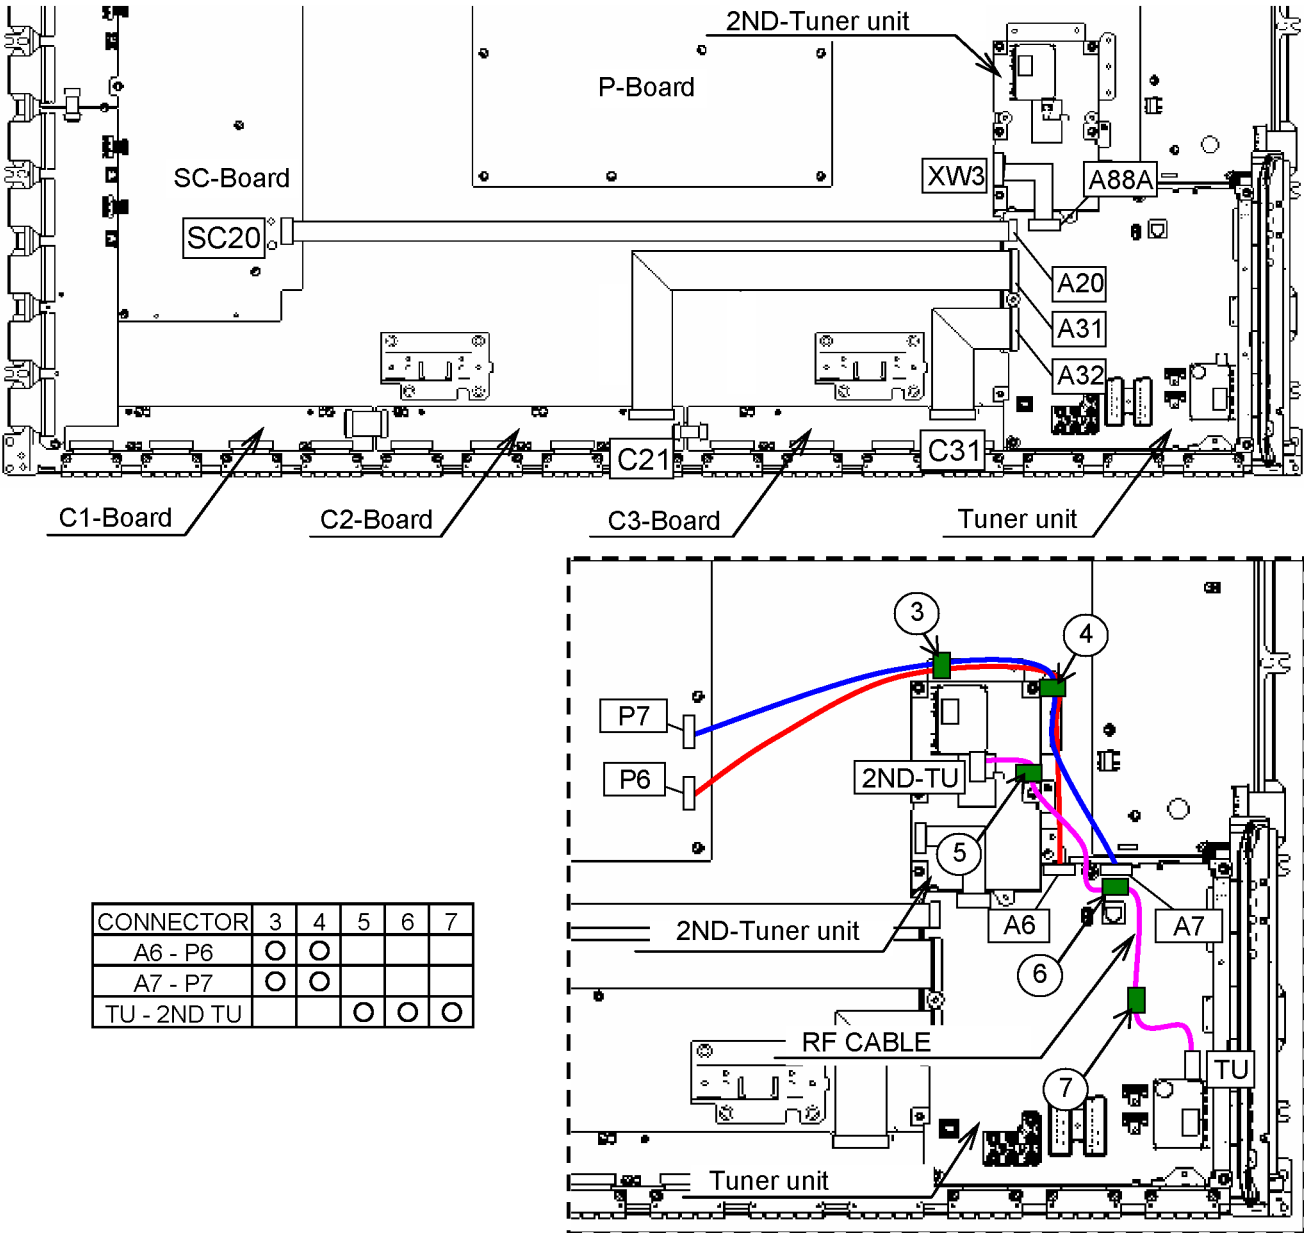 2ND-Tuner unit
P-Board
SC-Board
XW3
A88A
SC20
A20
A31
A32
C21
C31
C1-Board
C2-Board
C3-Board
Tuner unit
3
4
P7
P6
2ND-TU
5
A6
A7
2ND-Tuner unit
6
RF CABLE
TU
7
Tuner unit
CONNECTOR 3 4 5 6 7
A6 - P6 O O
A7 - P7 O O
TU - 2ND TU O O O